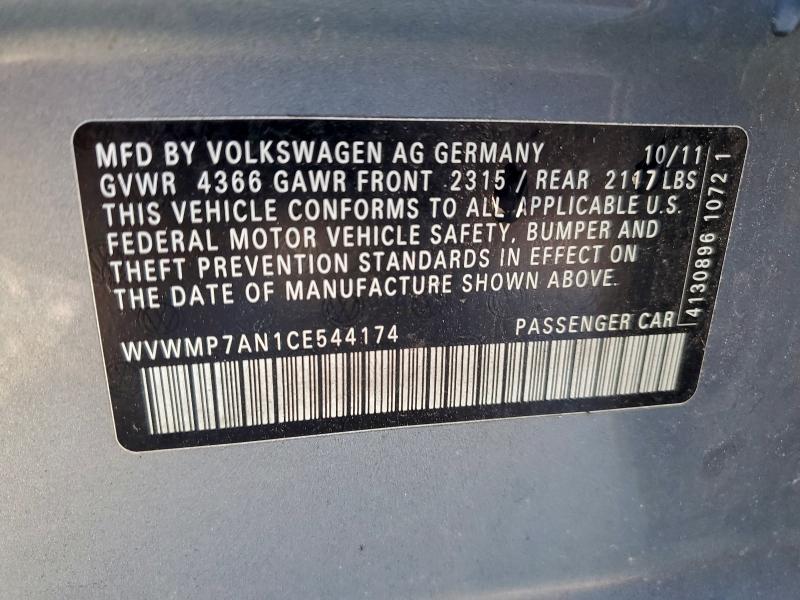 MFD BY VOLKSWAGEN AG GERMANY 10/11
GVWR 4366 GAWR FRONT 2315 / REAR 2117 LBS
THIS VEHICLE CONFORMS TO ALL APPLICABLE U.S.
FEDERAL MOTOR VEHICLE SAFETY, BUMPER AND
THEFT PREVENTION STANDARDS IN EFFECT ON
THE DATE OF MANUFACTURE SHOWN ABOVE.
WVWMP7AN1CE544174 PASSENGER CAR
4130896 1072 1